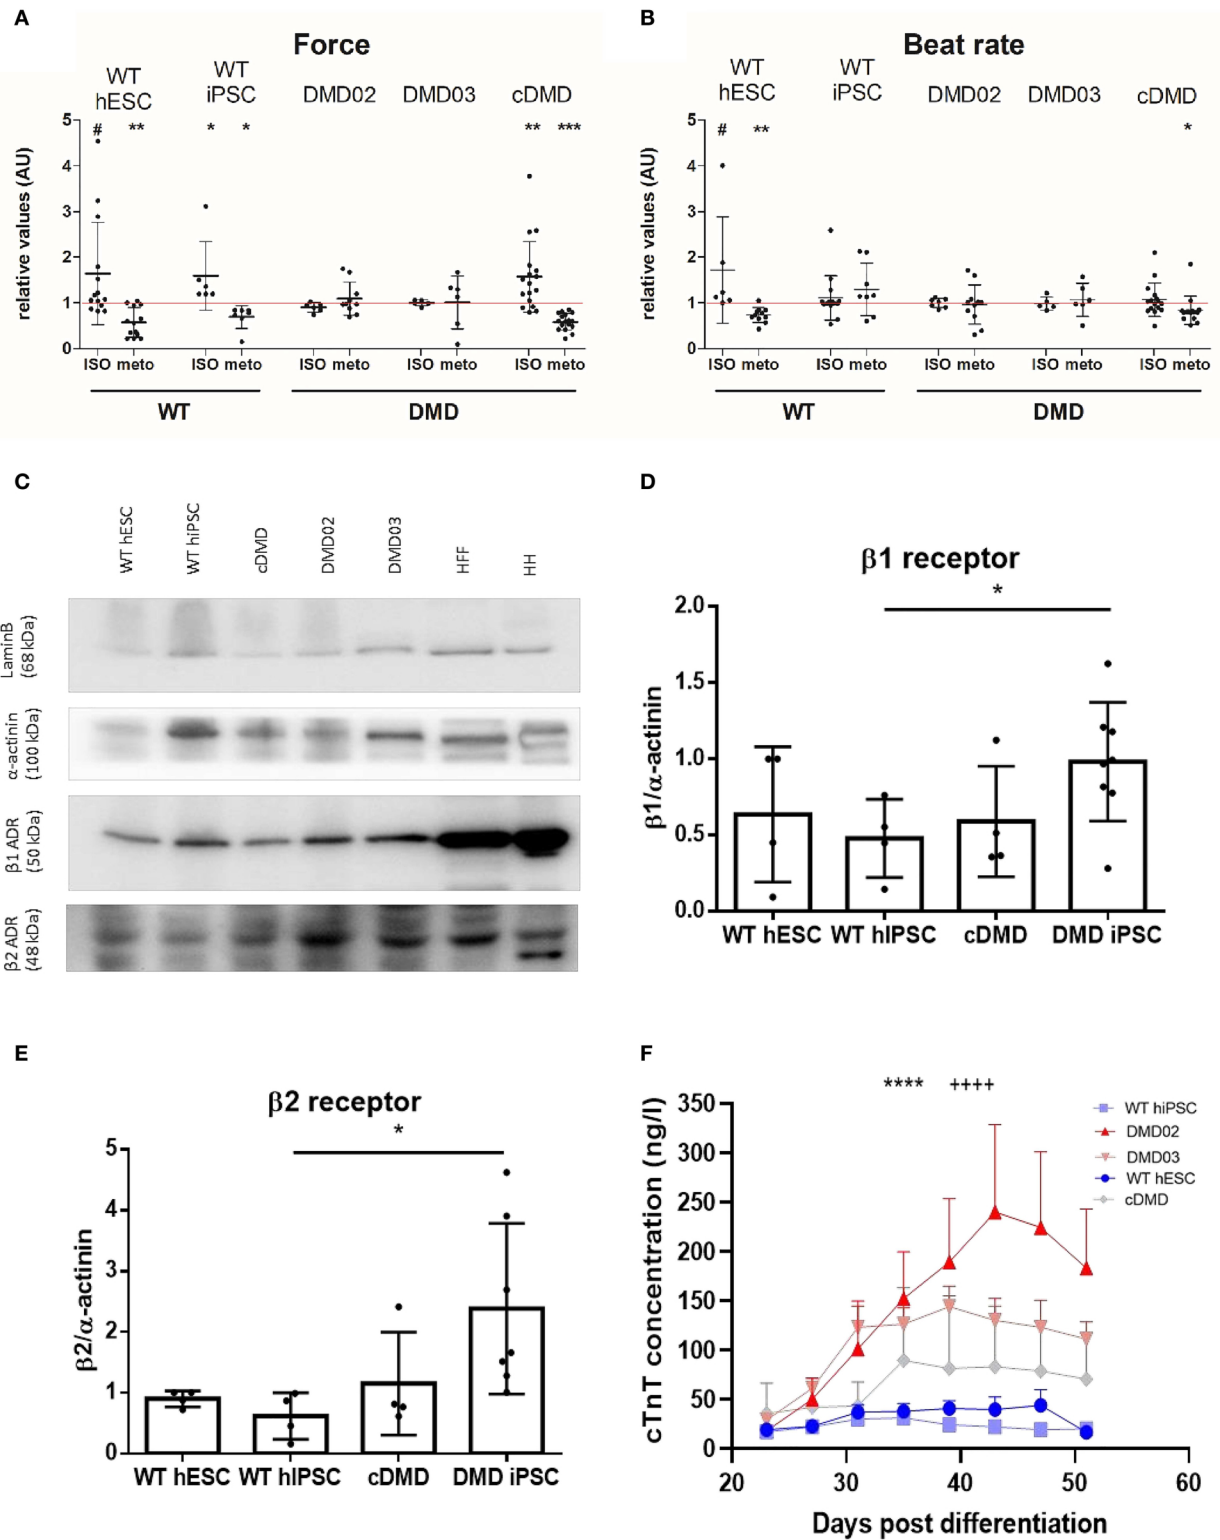 A
Force
WT
hESC
WT
iPSC
DMD02
DMD03
cDMD
# ** * * ** ***
relative values (AU)
5
4
3
2
1
0
ISO meto ISO meto ISO meto ISO meto ISO meto
WT DMD
B
Beat rate
WT
hESC
WT
iPSC
DMD02
DMD03
cDMD
# ** *
relative values (AU)
5
4
3
2
1
0
ISO meto ISO meto ISO meto ISO meto ISO meto
WT DMD
C
WT hESC
WT hiPSC
cDMD
DMD02
DMD03
HFF
HH
LaminB
(68 kDa)
α-actinin
(100 kDa)
β1 ADR
(50 kDa)
β2 ADR
(48 kDa)
D
β1 receptor
*
β1/α-actinin
2.0
1.5
1.0
0.5
0.0
WT hESC WT hIPSC cDMD DMD iPSC
E
β2 receptor
*
β2/α-actinin
5
4
3
2
1
0
WT hESC WT hIPSC cDMD DMD iPSC
F
**** ++++
cTnT concentration (ng/l)
350
300
250
200
150
100
50
0
20 30 40 50 60
Days post differentiation
WT hiPSC
DMD02
DMD03
WT hESC
cDMD